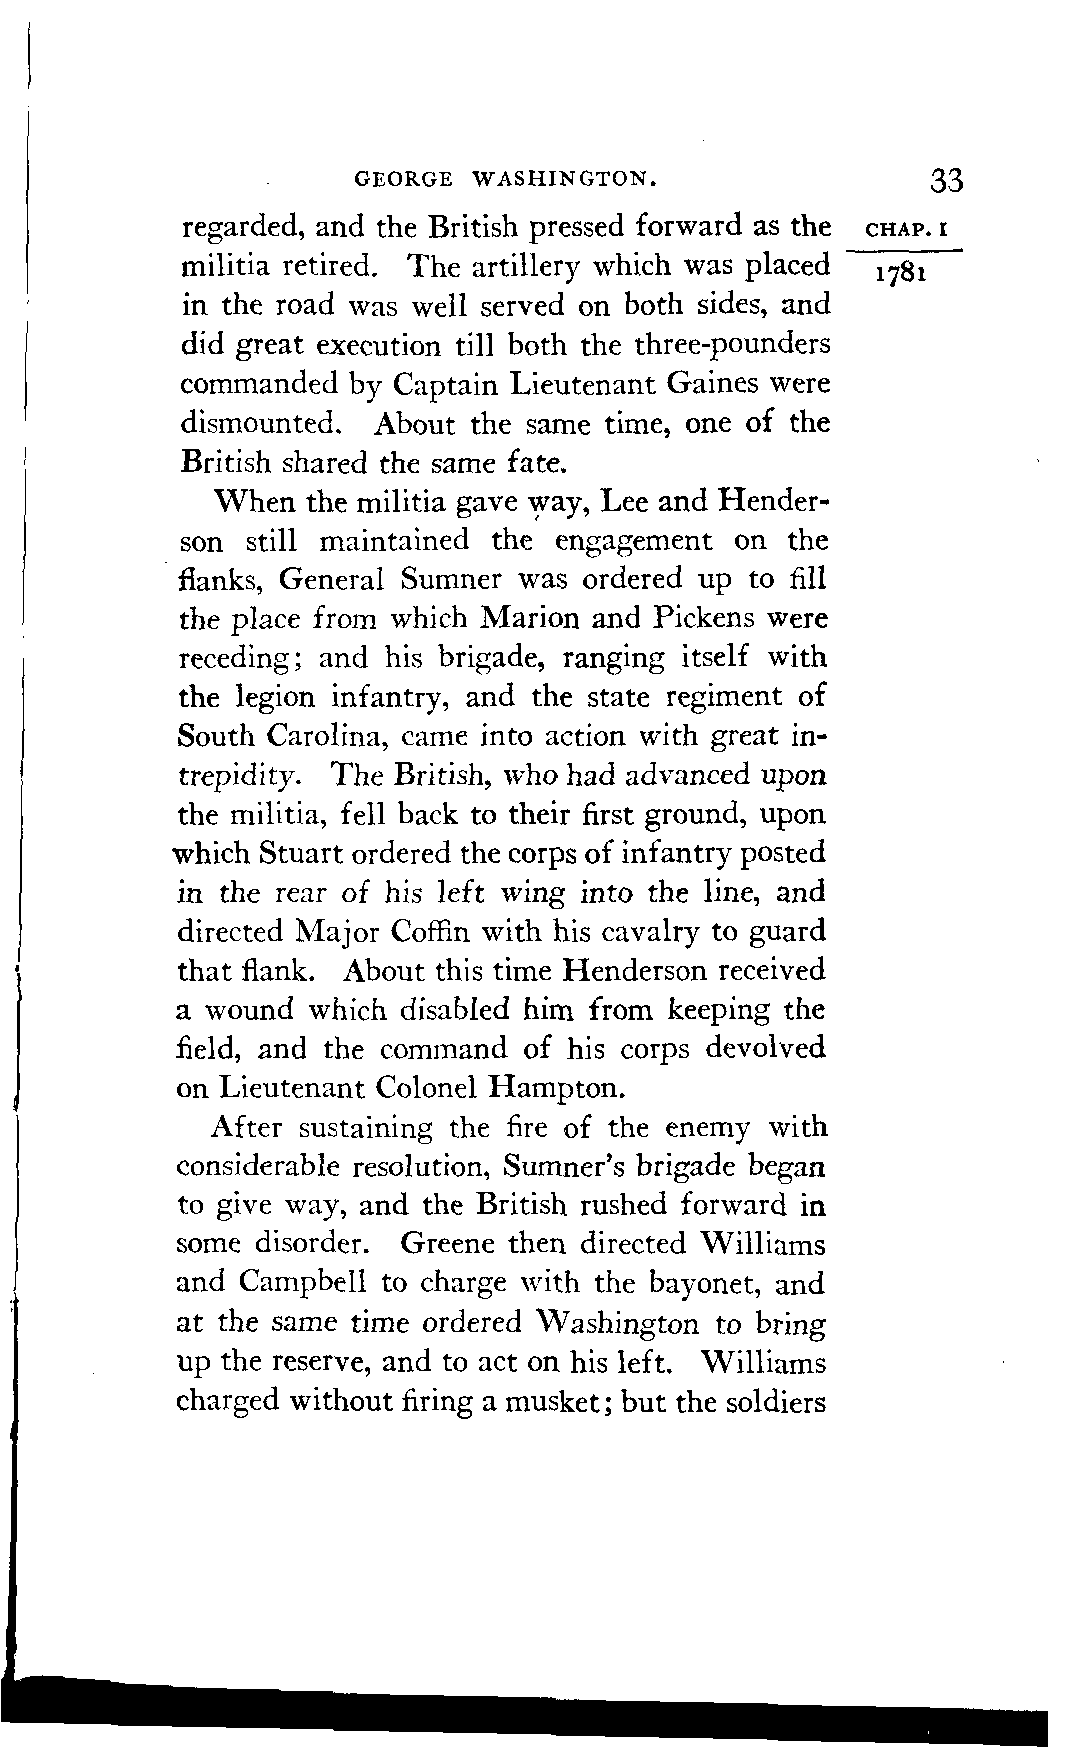 GEORGE WASHINGTON. 33
regarded, and the British pressed forward as the CHAP. I
militia retired. The artillery which was placed 1781
in the road was well served on both sides, and
did great execution till both the three-pounders
commanded by Captain Lieutenant Gaines were
dismounted. About the same time, one of the
British shared the same fate.
When the militia gave way, Lee and Hender-
son still maintained the engagement on the
flanks, General Sumner was ordered up to fill
the place from which Marion and Pickens were
receding; and his brigade, ranging itself with
the legion infantry, and the state regiment of
South Carolina, came into action with great in-
trepidity. The British, who had advanced upon
the militia, fell back to their first ground, upon
which Stuart ordered the corps of infantry posted
in the rear of his left wing into the line, and
directed Major Coffin with his cavalry to guard
that flank. About this time Henderson received
a wound which disabled him from keeping the
field, and the command of his corps devolved
on Lieutenant Colonel Hampton.
After sustaining the fire of the enemy with
considerable resolution, Sumner's brigade began
to give way, and the British rushed forward in
some disorder. Greene then directed Williams
and Campbell to charge with the bayonet, and
at the same time ordered Washington to bring
up the reserve, and to act on his left. Williams
charged without firing a musket; but the soldiers